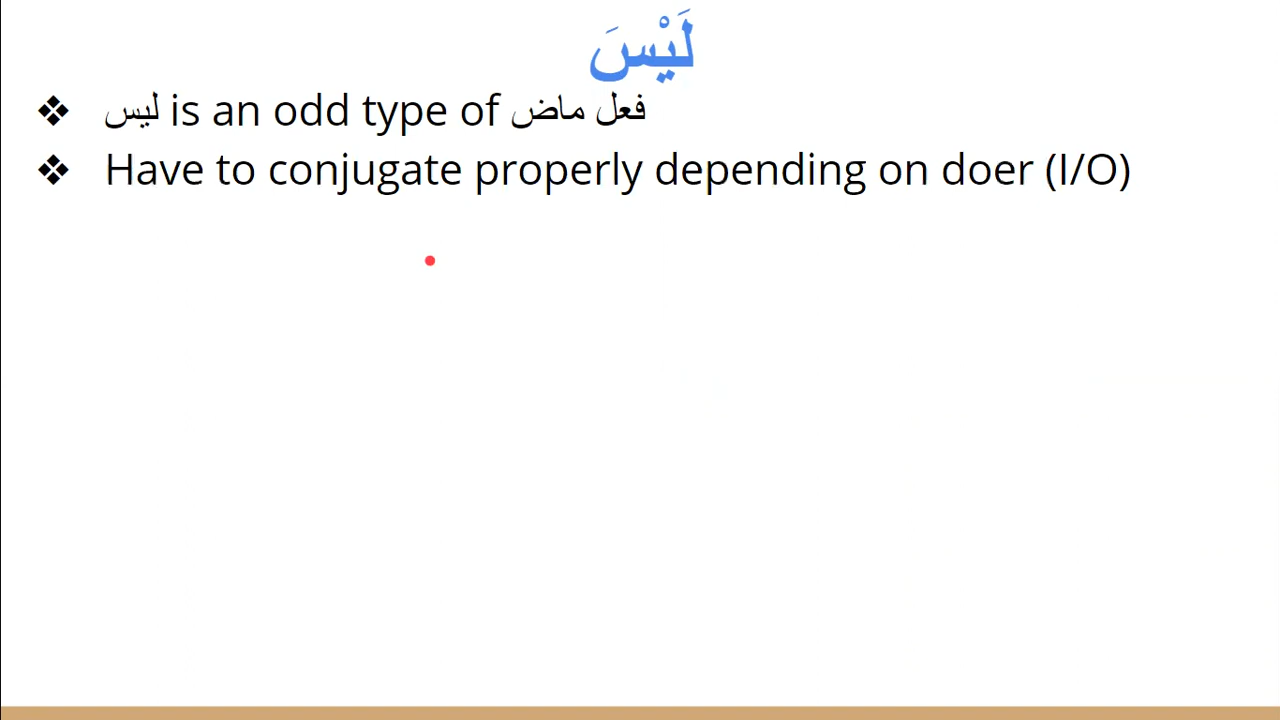 لَيْسَ
❖ ليس is an odd type of فعل ماض
❖ Have to conjugate properly depending on doer (I/O)